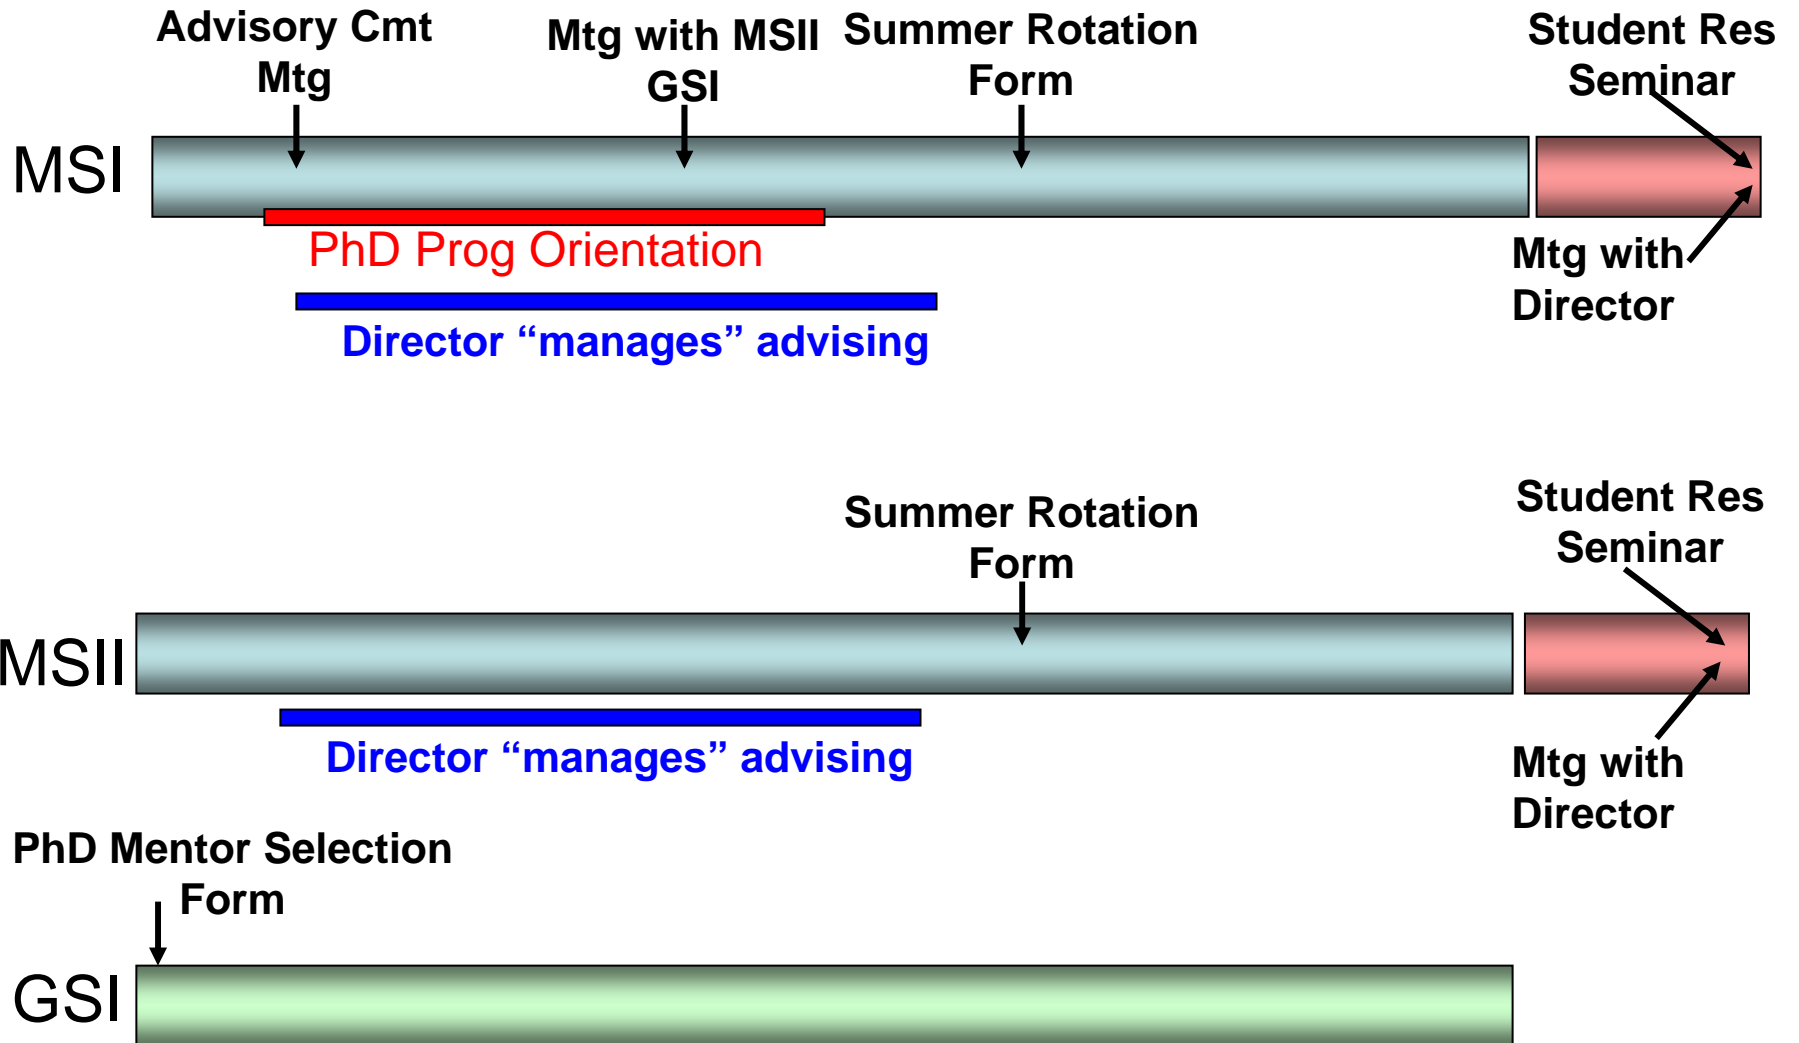 Advisory Cmt
Mtg
Mtg with MSII
GSI
Summer Rotation
Form
Student Res
Seminar
MSI
PhD Prog Orientation
Mtg with
Director
Director “manages” advising
Summer Rotation
Form
Student Res
Seminar
MSII
Director “manages” advising
Mtg with
Director
PhD Mentor Selection
Form
GSI